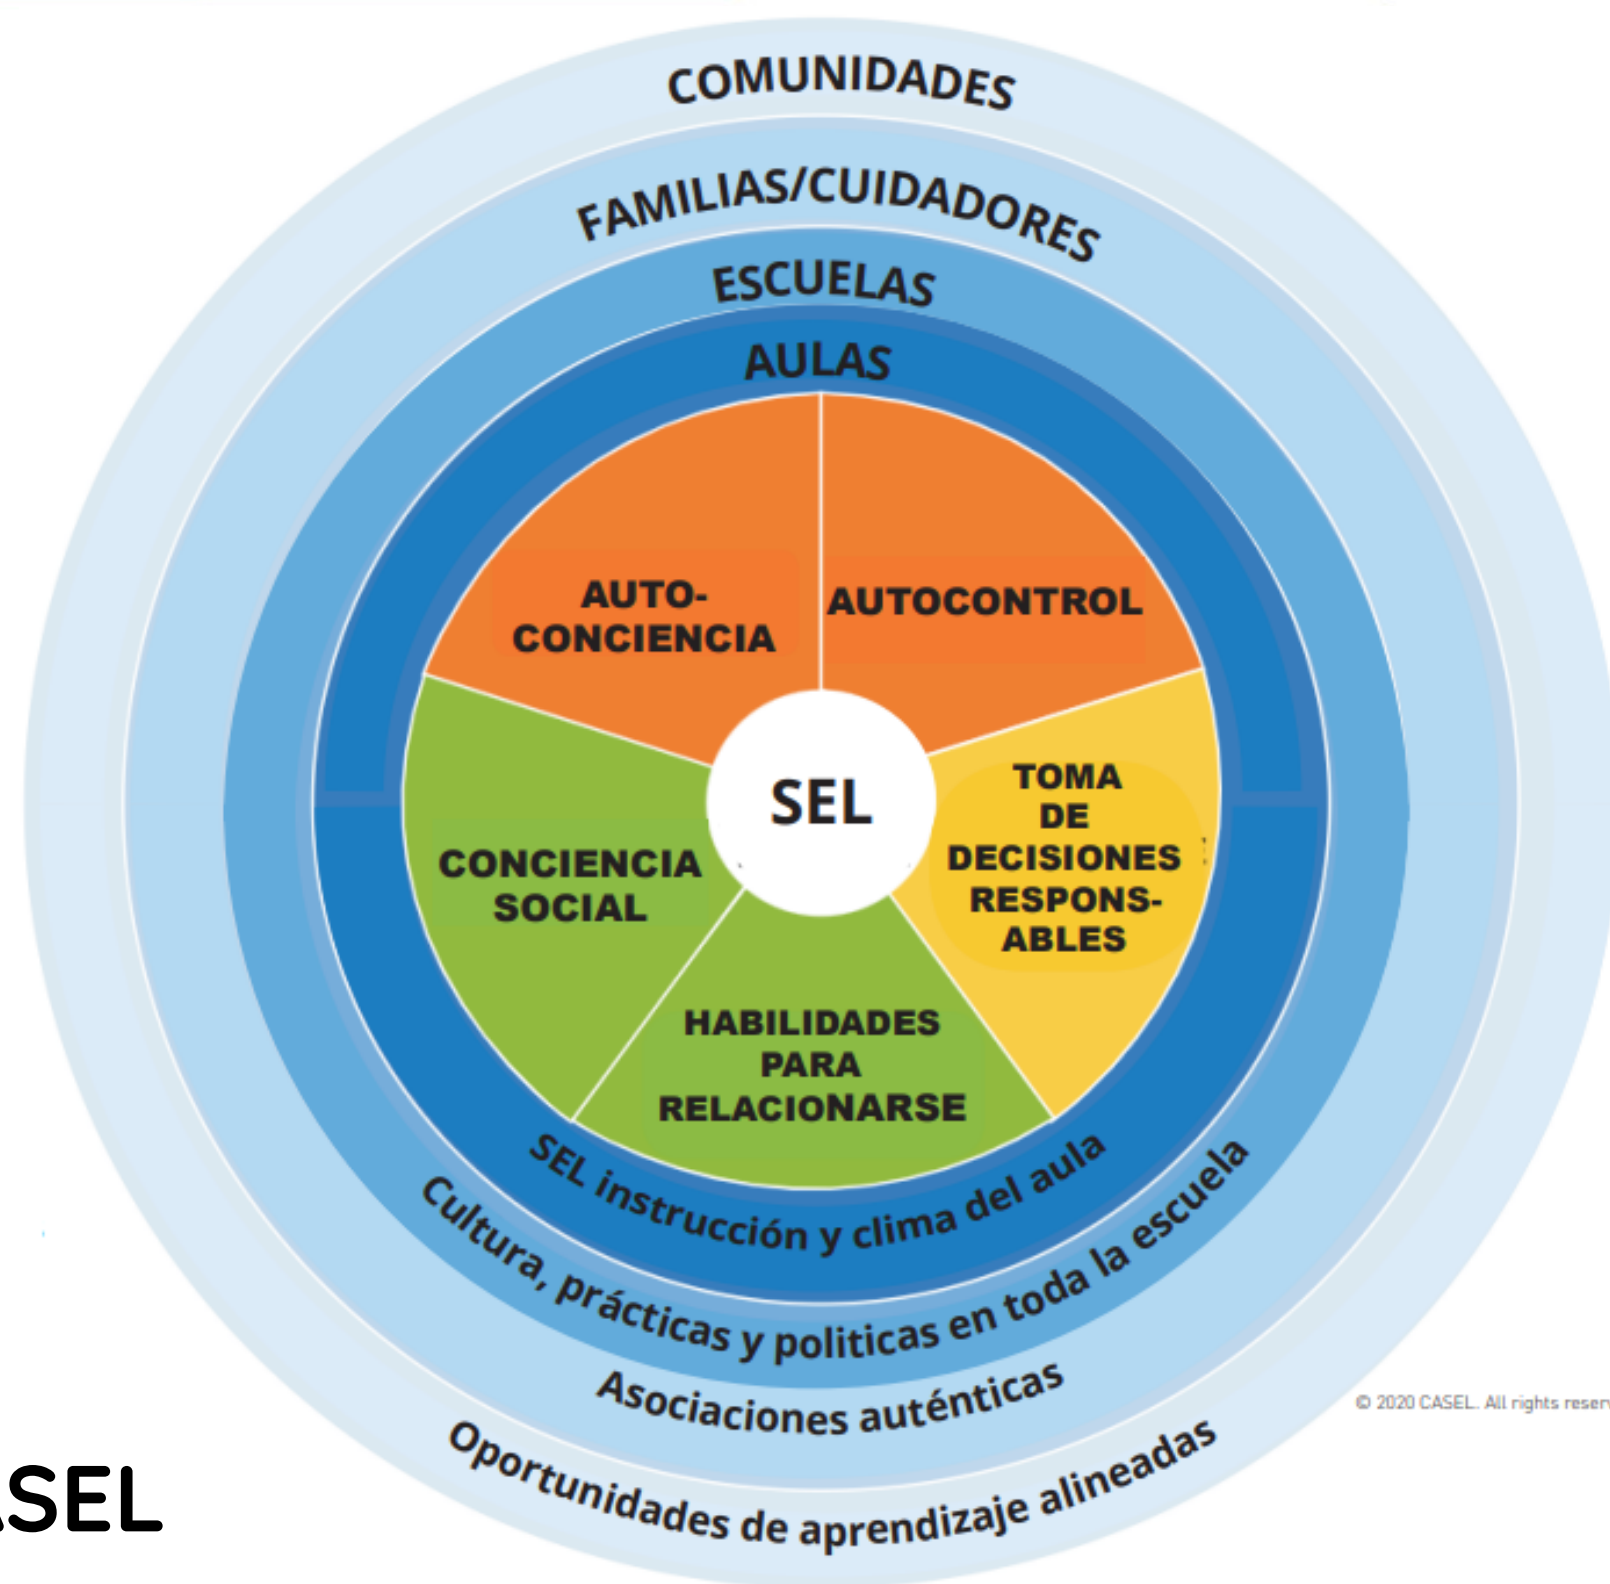 COMUNIDADES
FAMILIAS/CUIDADORES
ESCUELAS
AULAS
AUTO-
CONCIENCIA
AUTOCONTROL
SEL
TOMA
DE
DECISIONES
RESPONS-
ABLES
CONCIENCIA
SOCIAL
HABILIDADES
PARA
RELACIONARSE
SEL instrucción y clima del aula
Cultura, prácticas y politicas en toda la escuela
Asociaciones auténticas
Oportunidades de aprendizaje alineadas
© 2020 CASEL. All rights reser
ASEL